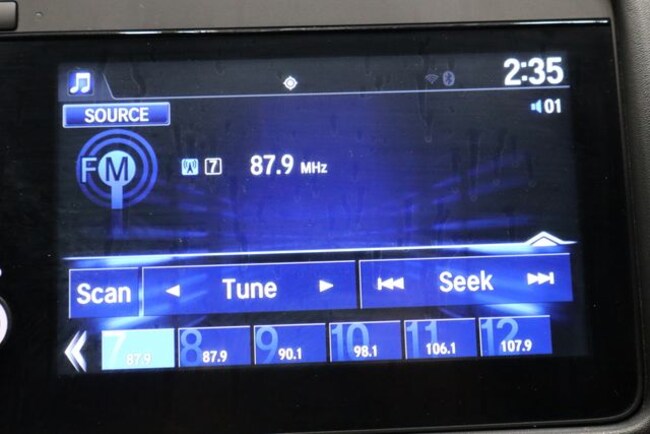 2:35
SOURCE
01
FM
7 87.9 MHz
Scan Tune Seek
7 8 9 10 11 12
87.9 87.9 90.1 98.1 106.1 107.9